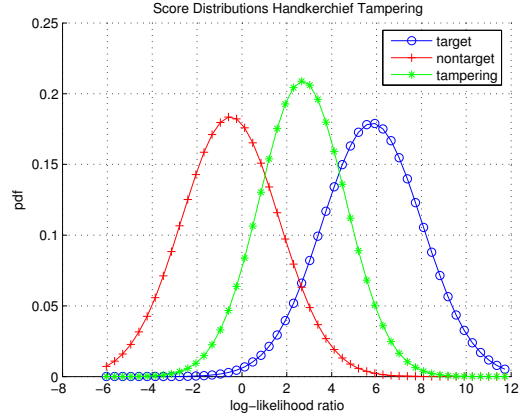 Score Distributions Handkerchief Tampering
0.25
0.2
0.15
0.1
0.05
0
pdf
target
nontarget
tampering
−8 −6 −4 −2 0 2 4 6 8 10 12
log−likelihood ratio